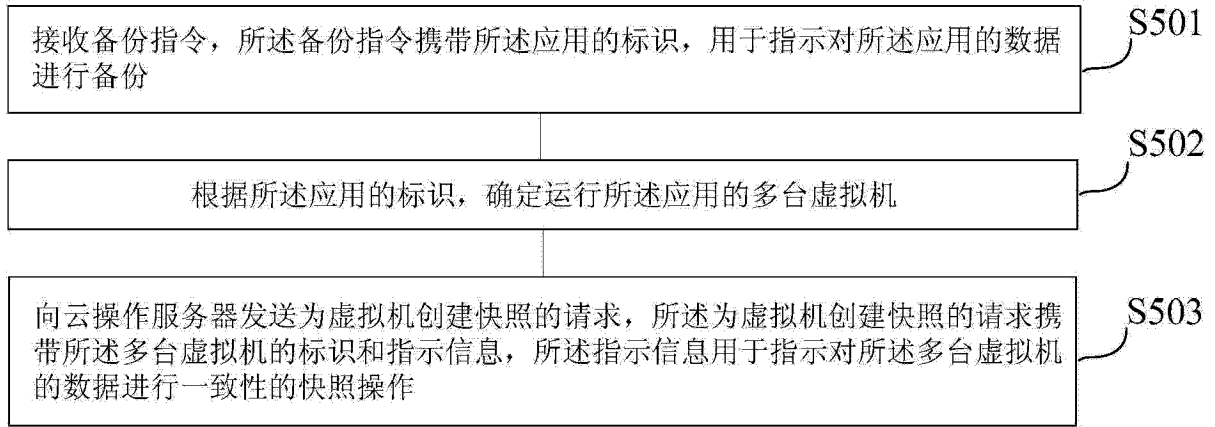 接收备份指令，所述备份指令携带所述应用的标识，用于指示对所述应用的数据
进行备份
S501
根据所述应用的标识，确定运行所述应用的多台虚拟机
S502
向云操作服务器发送为虚拟机创建快照的请求，所述为虚拟机创建快照的请求携
带所述多台虚拟机的标识和指示信息，所述指示信息用于指示对所述多台虚拟机
的数据进行一致性的快照操作
S503